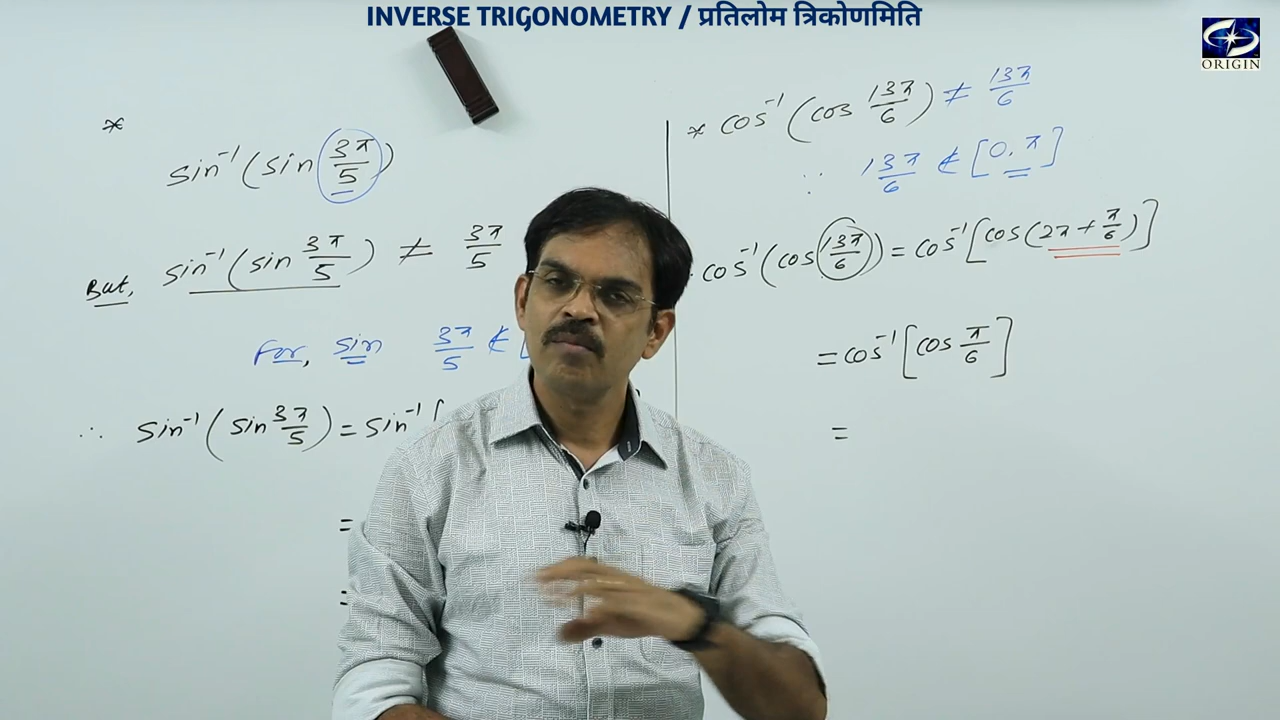 INVERSE TRIGONOMETRY / प्रतिलोम त्रिकोणमिति
ORIGIN
* sin⁻¹(sin 3π/5)
But, sin⁻¹(sin 3π/5) ≠ 3π/5
For, sin 3π/5 ∉ [
∴ sin⁻¹(sin 3π/5) = sin⁻¹[
=
=
* cos⁻¹(cos 13π/6) ≠ 13π/6
∵ 13π/6 ∉ [0, π]
cos⁻¹(cos(13π/6)) = cos⁻¹[cos(2π + π/6)]
= cos⁻¹[cos π/6]
=